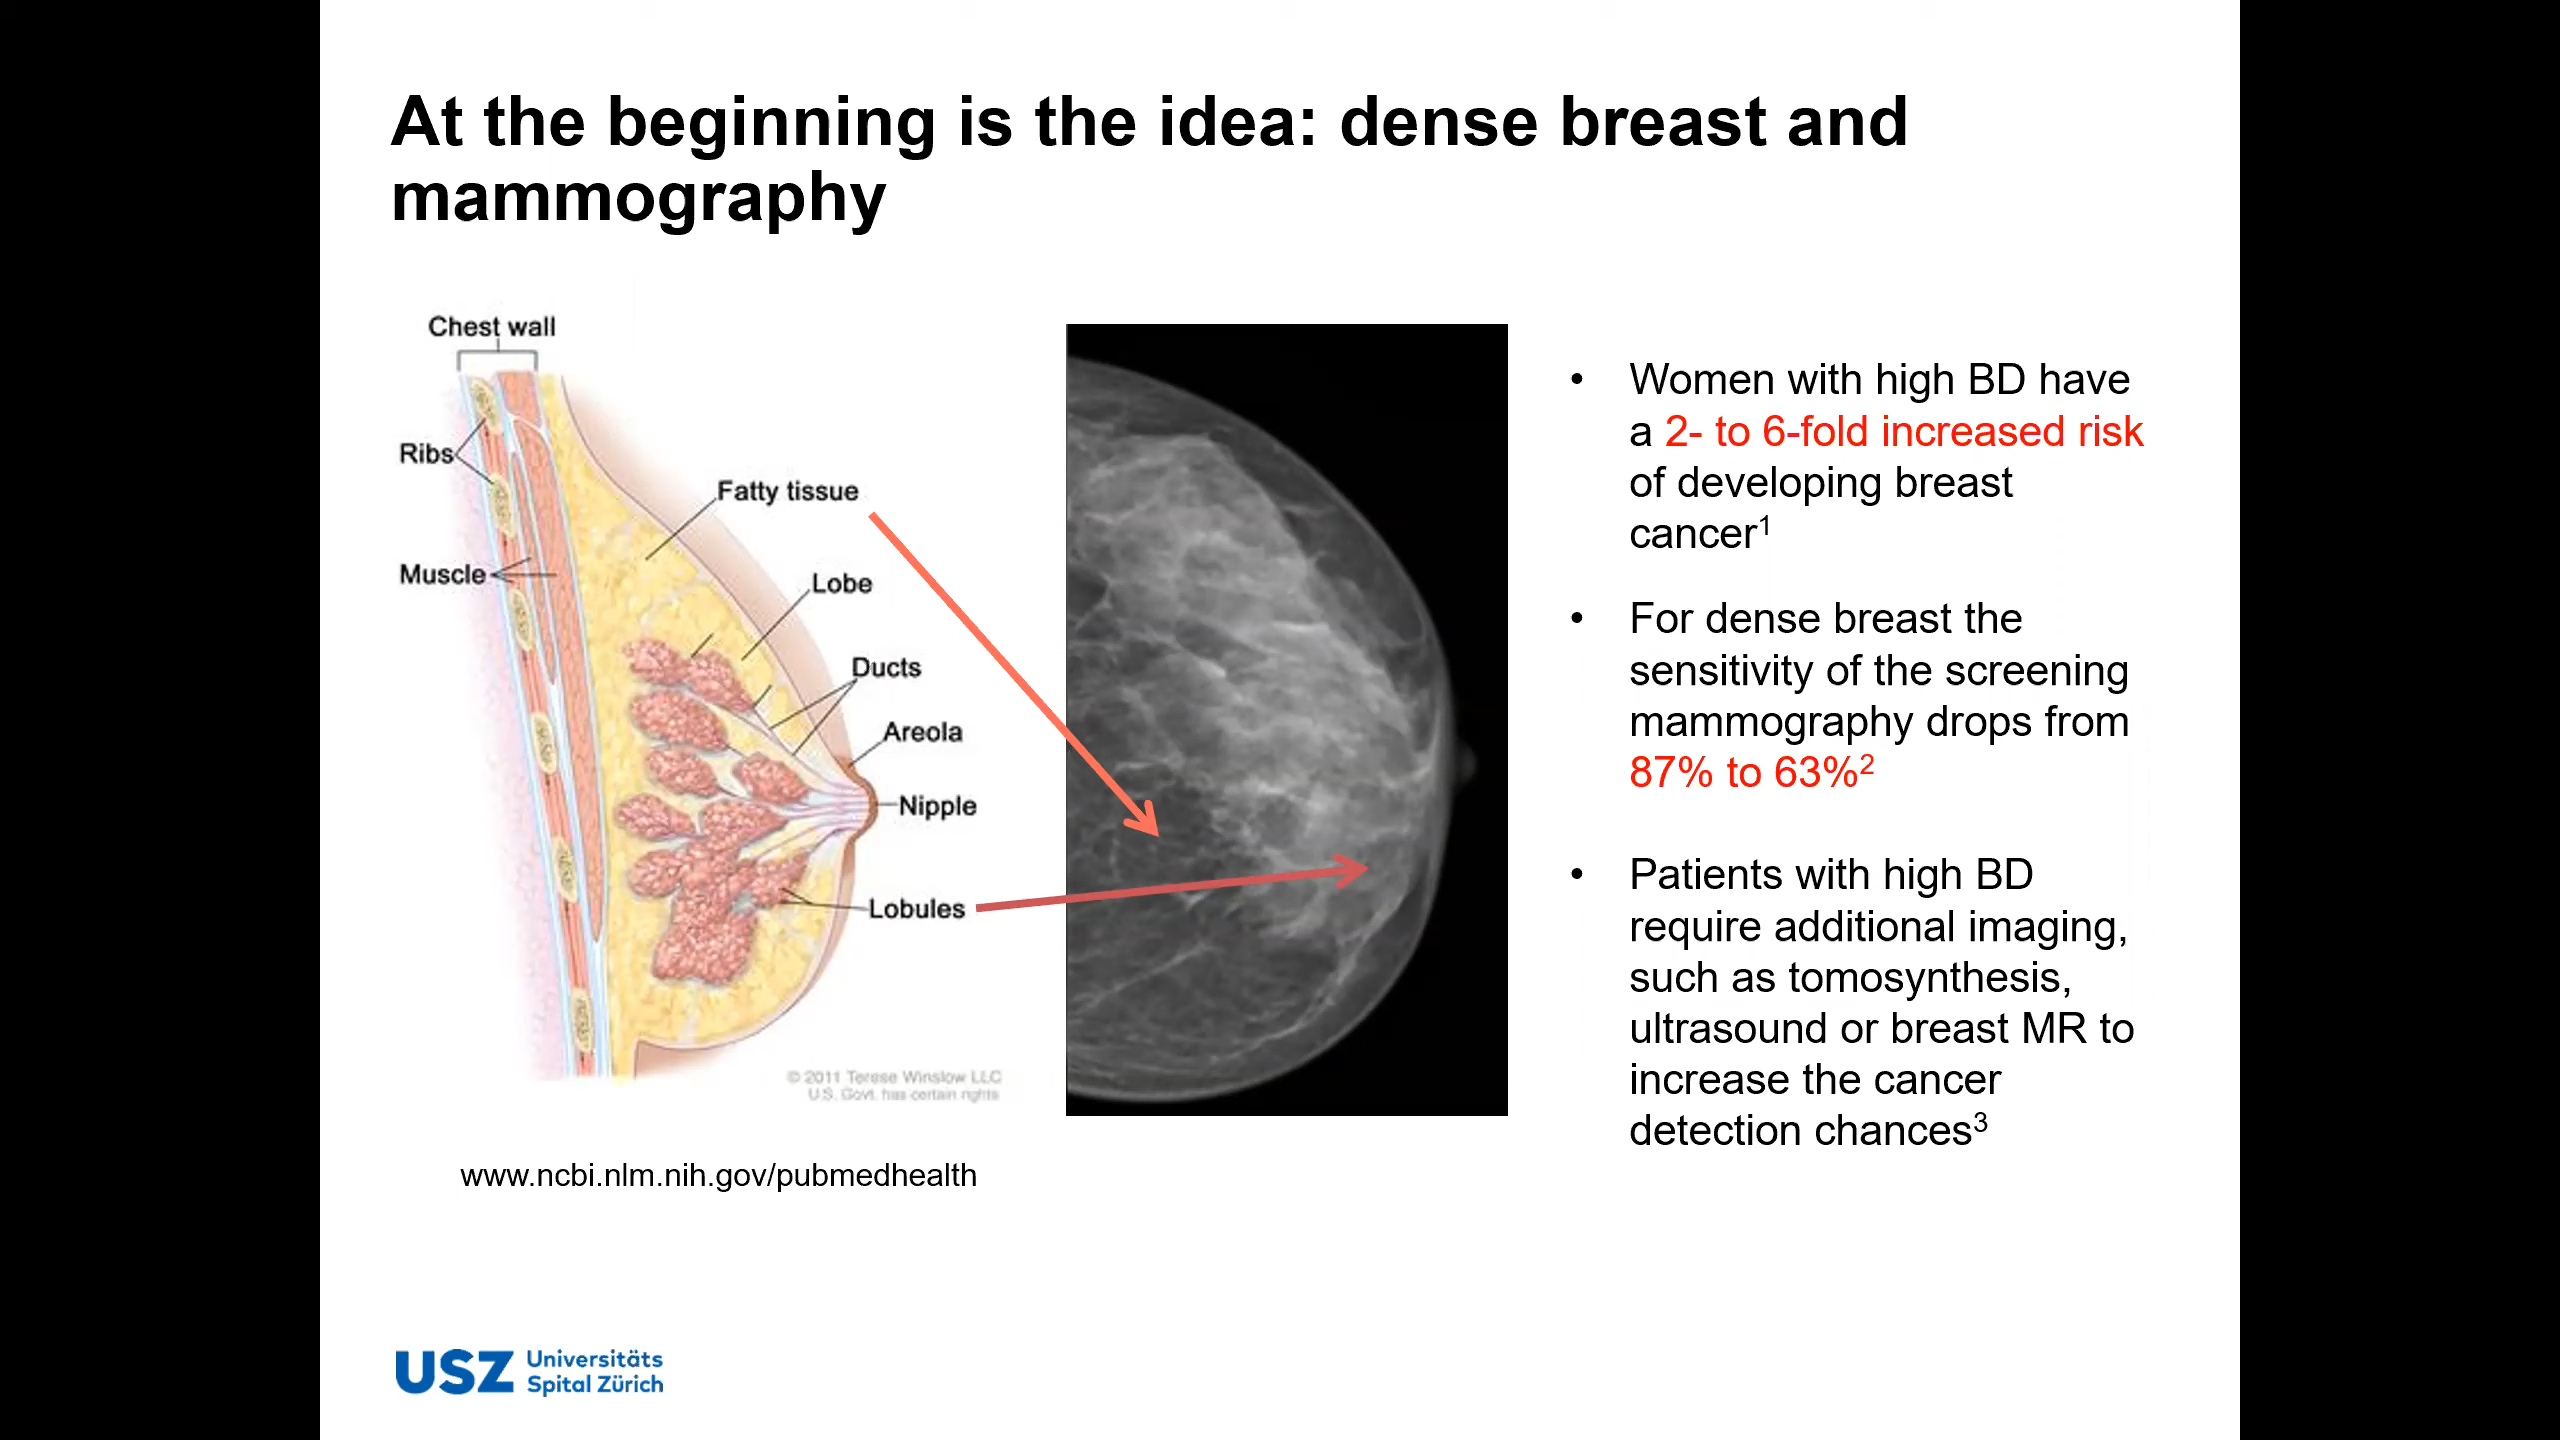 At the beginning is the idea: dense breast and
mammography
Chest wall
Ribs
Fatty tissue
Muscle
Lobe
Ducts
Areola
Nipple
Lobules
© 2011 Terese Winslow LLC
U.S. Govt. has certain rights
www.ncbi.nlm.nih.gov/pubmedhealth
• Women with high BD have
a 2- to 6-fold increased risk
of developing breast
cancer¹
• For dense breast the
sensitivity of the screening
mammography drops from
87% to 63%²
• Patients with high BD
require additional imaging,
such as tomosynthesis,
ultrasound or breast MR to
increase the cancer
detection chances³
USZ Universitäts
Spital Zürich